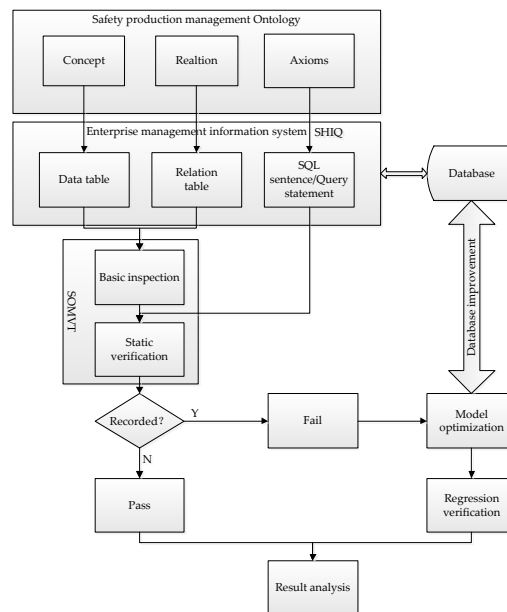 Safety production management Ontology
Concept
Realtion
Axioms
Enterprise management information system SHIQ
Data table
Relation
table
SQL
sentence/Query
statement
Database
Basic inspection
SOMVT
Static
verification
Database improvement
Recorded?
Y
Fail
Model
optimization
N
Pass
Regression
verification
Result analysis